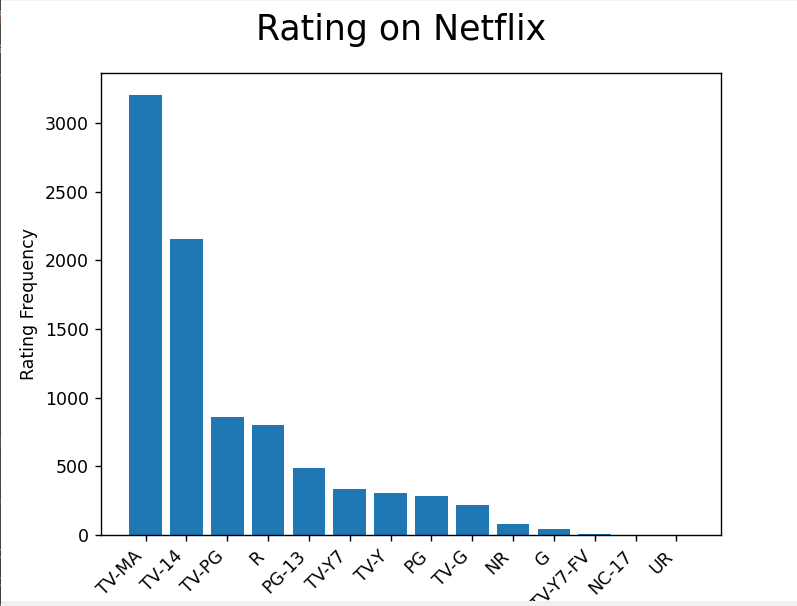 Rating on Netflix
Rating Frequency
3000
2500
2000
1500
1000
500
0
TV-MA
TV-14
TV-PG
R
PG-13
TV-Y7
TV-Y
PG
TV-G
NR
G
TV-Y7-FV
NC-17
UR